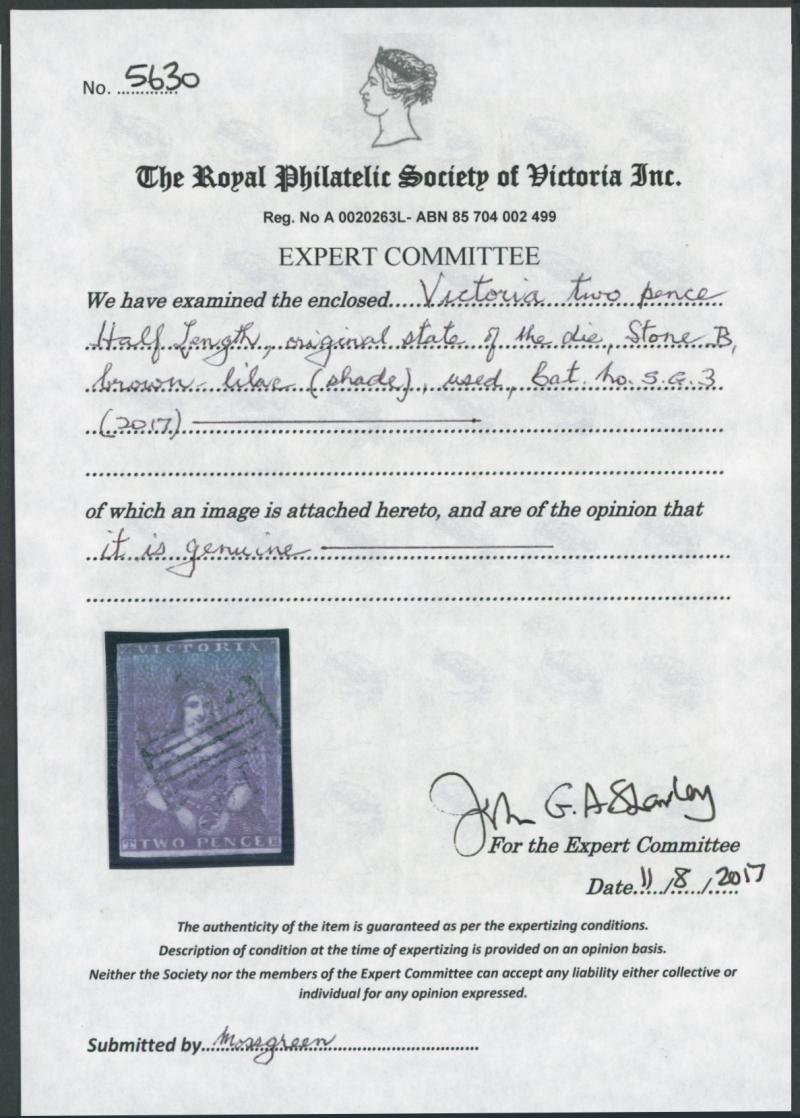 No. 5630
The Royal Philatelic Society of Victoria Inc.
Reg. No A 0020263L- ABN 85 704 002 499
EXPERT COMMITTEE
We have examined the enclosed....Victoria two pence
Half Length, original state of the die, Stone B,
brown-lilac (shade), used, Cat. no. S.G. 3
(2017)
of which an image is attached hereto, and are of the opinion that
it is genuine
VICTORIA
TWO PENCE
John G. A. Starley
For the Expert Committee
Date 11/8/2017
The authenticity of the item is guaranteed as per the expertizing conditions.
Description of condition at the time of expertizing is provided on an opinion basis.
Neither the Society nor the members of the Expert Committee can accept any liability either collective or
individual for any opinion expressed.
Submitted by Mossgreen